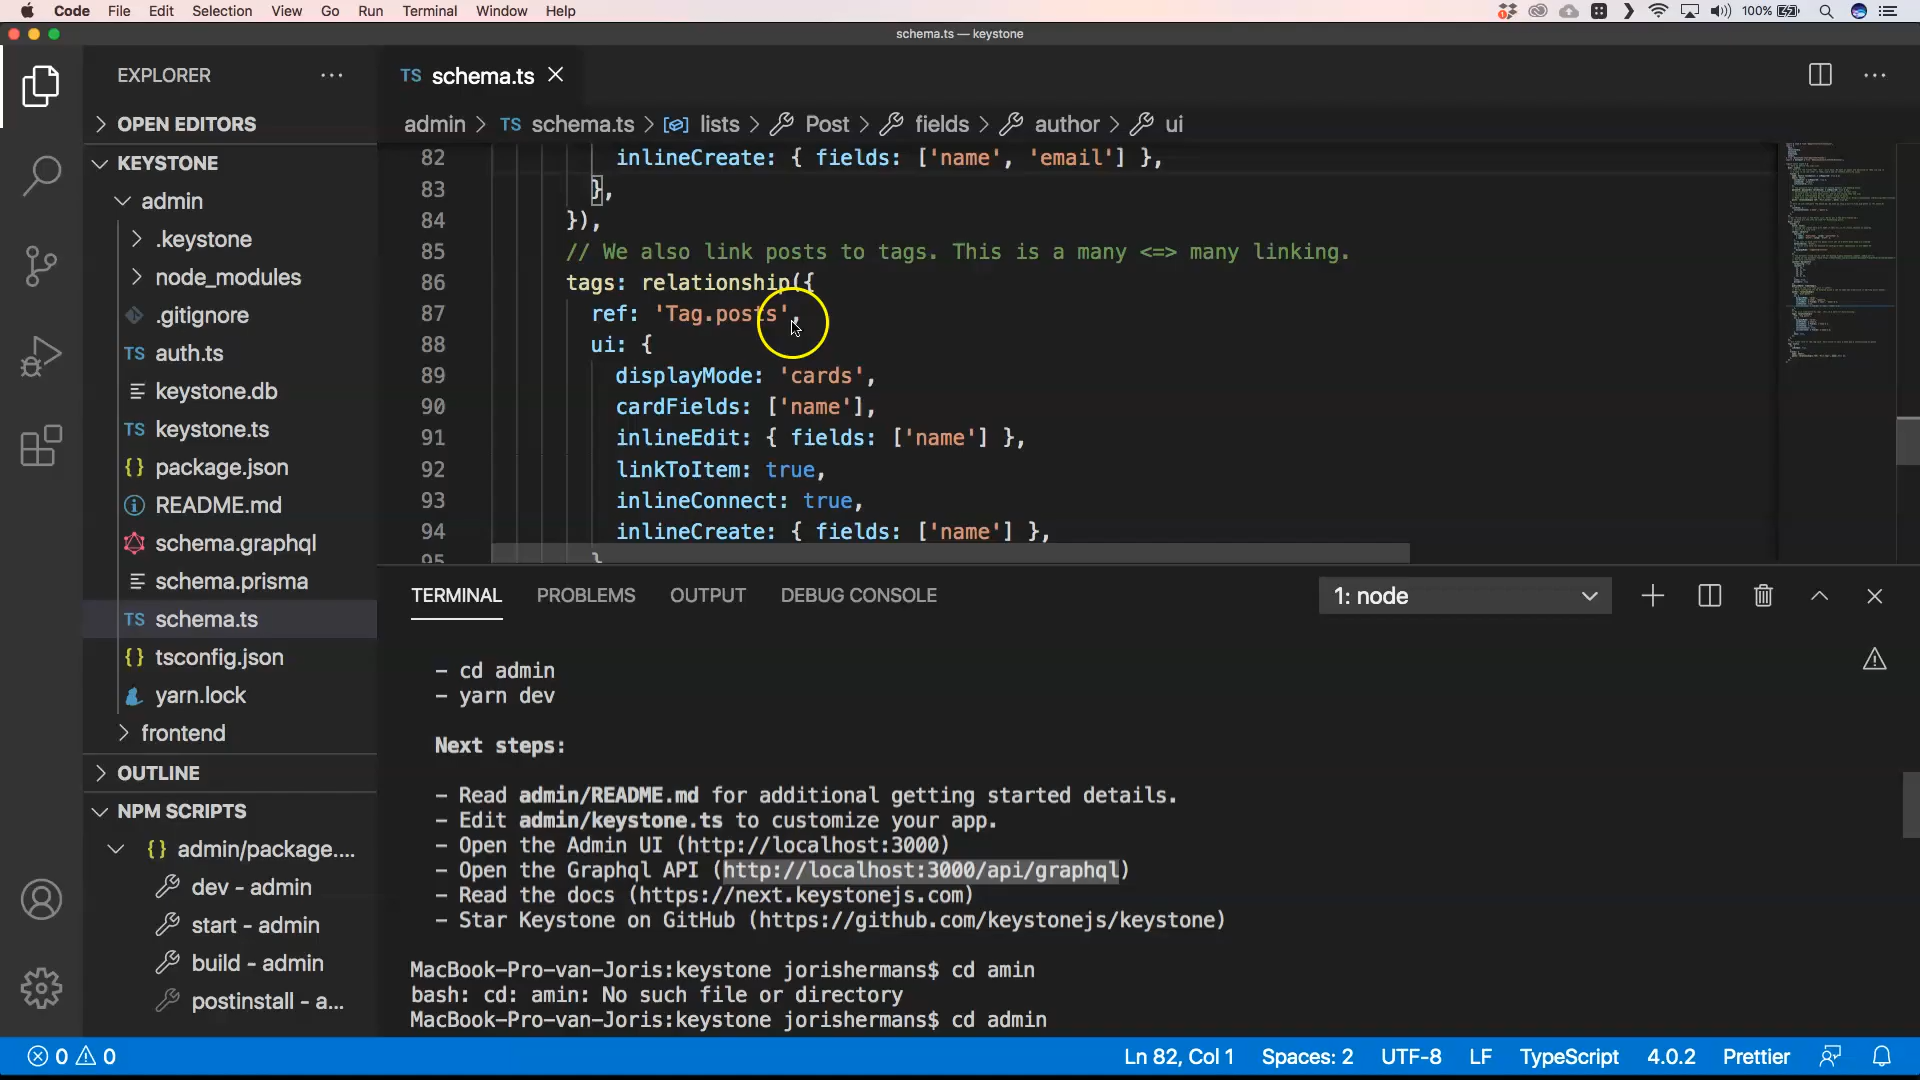 Code File Edit Selection View Go Run Terminal Window Help 100%
schema.ts — keystone
EXPLORER
TS schema.ts
OPEN EDITORS
admin > TS schema.ts > lists > Post > fields > author > ui
KEYSTONE
admin
.keystone
node_modules
.gitignore
TS auth.ts
keystone.db
TS keystone.ts
{} package.json
README.md
schema.graphql
schema.prisma
TS schema.ts
{} tsconfig.json
yarn.lock
frontend
OUTLINE
NPM SCRIPTS
{} admin/package....
dev - admin
start - admin
build - admin
postinstall - a...
82 inlineCreate: { fields: ['name', 'email'] },
83 },
84 }),
85 // We also link posts to tags. This is a many <=> many linking.
86 tags: relationship({
87 ref: 'Tag.posts',
88 ui: {
89 displayMode: 'cards',
90 cardFields: ['name'],
91 inlineEdit: { fields: ['name'] },
92 linkToItem: true,
93 inlineConnect: true,
94 inlineCreate: { fields: ['name'] },
95 }
TERMINAL PROBLEMS OUTPUT DEBUG CONSOLE 1: node
- cd admin
- yarn dev
Next steps:
- Read admin/README.md for additional getting started details.
- Edit admin/keystone.ts to customize your app.
- Open the Admin UI (http://localhost:3000)
- Open the Graphql API (http://localhost:3000/api/graphql)
- Read the docs (https://next.keystonejs.com)
- Star Keystone on GitHub (https://github.com/keystonejs/keystone)
MacBook-Pro-van-Joris:keystone jorishermans$ cd amin
bash: cd: amin: No such file or directory
MacBook-Pro-van-Joris:keystone jorishermans$ cd admin
0 0 Ln 82, Col 1 Spaces: 2 UTF-8 LF TypeScript 4.0.2 Prettier